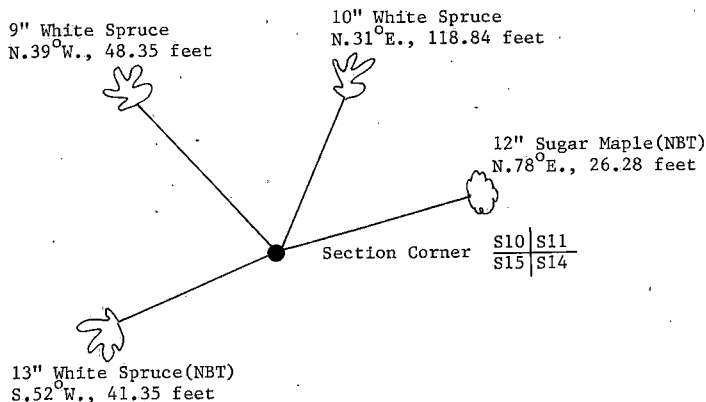 9" White Spruce
N.39°W., 48.35 feet
10" White Spruce
N.31°E., 118.84 feet
12" Sugar Maple(NBT)
N.78°E., 26.28 feet
Section Corner
S10 S11
S15 S14
13" White Spruce(NBT)
S.52°W., 41.35 feet